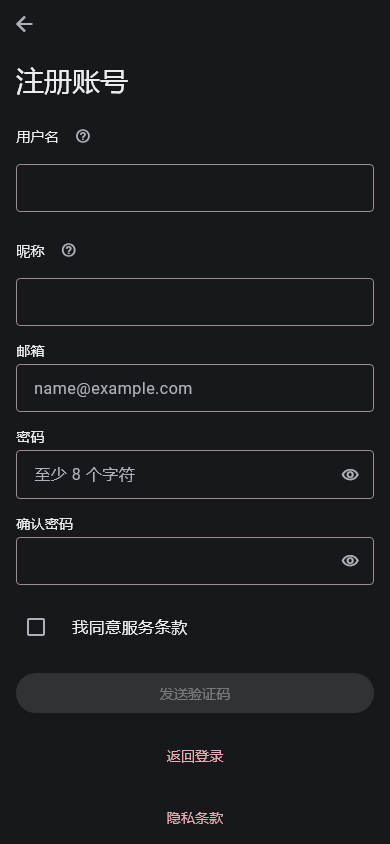 注册账号
用户名
昵称
邮箱
name@example.com
密码
至少 8 个字符
确认密码
我同意服务条款
发送验证码
返回登录
隐私条款